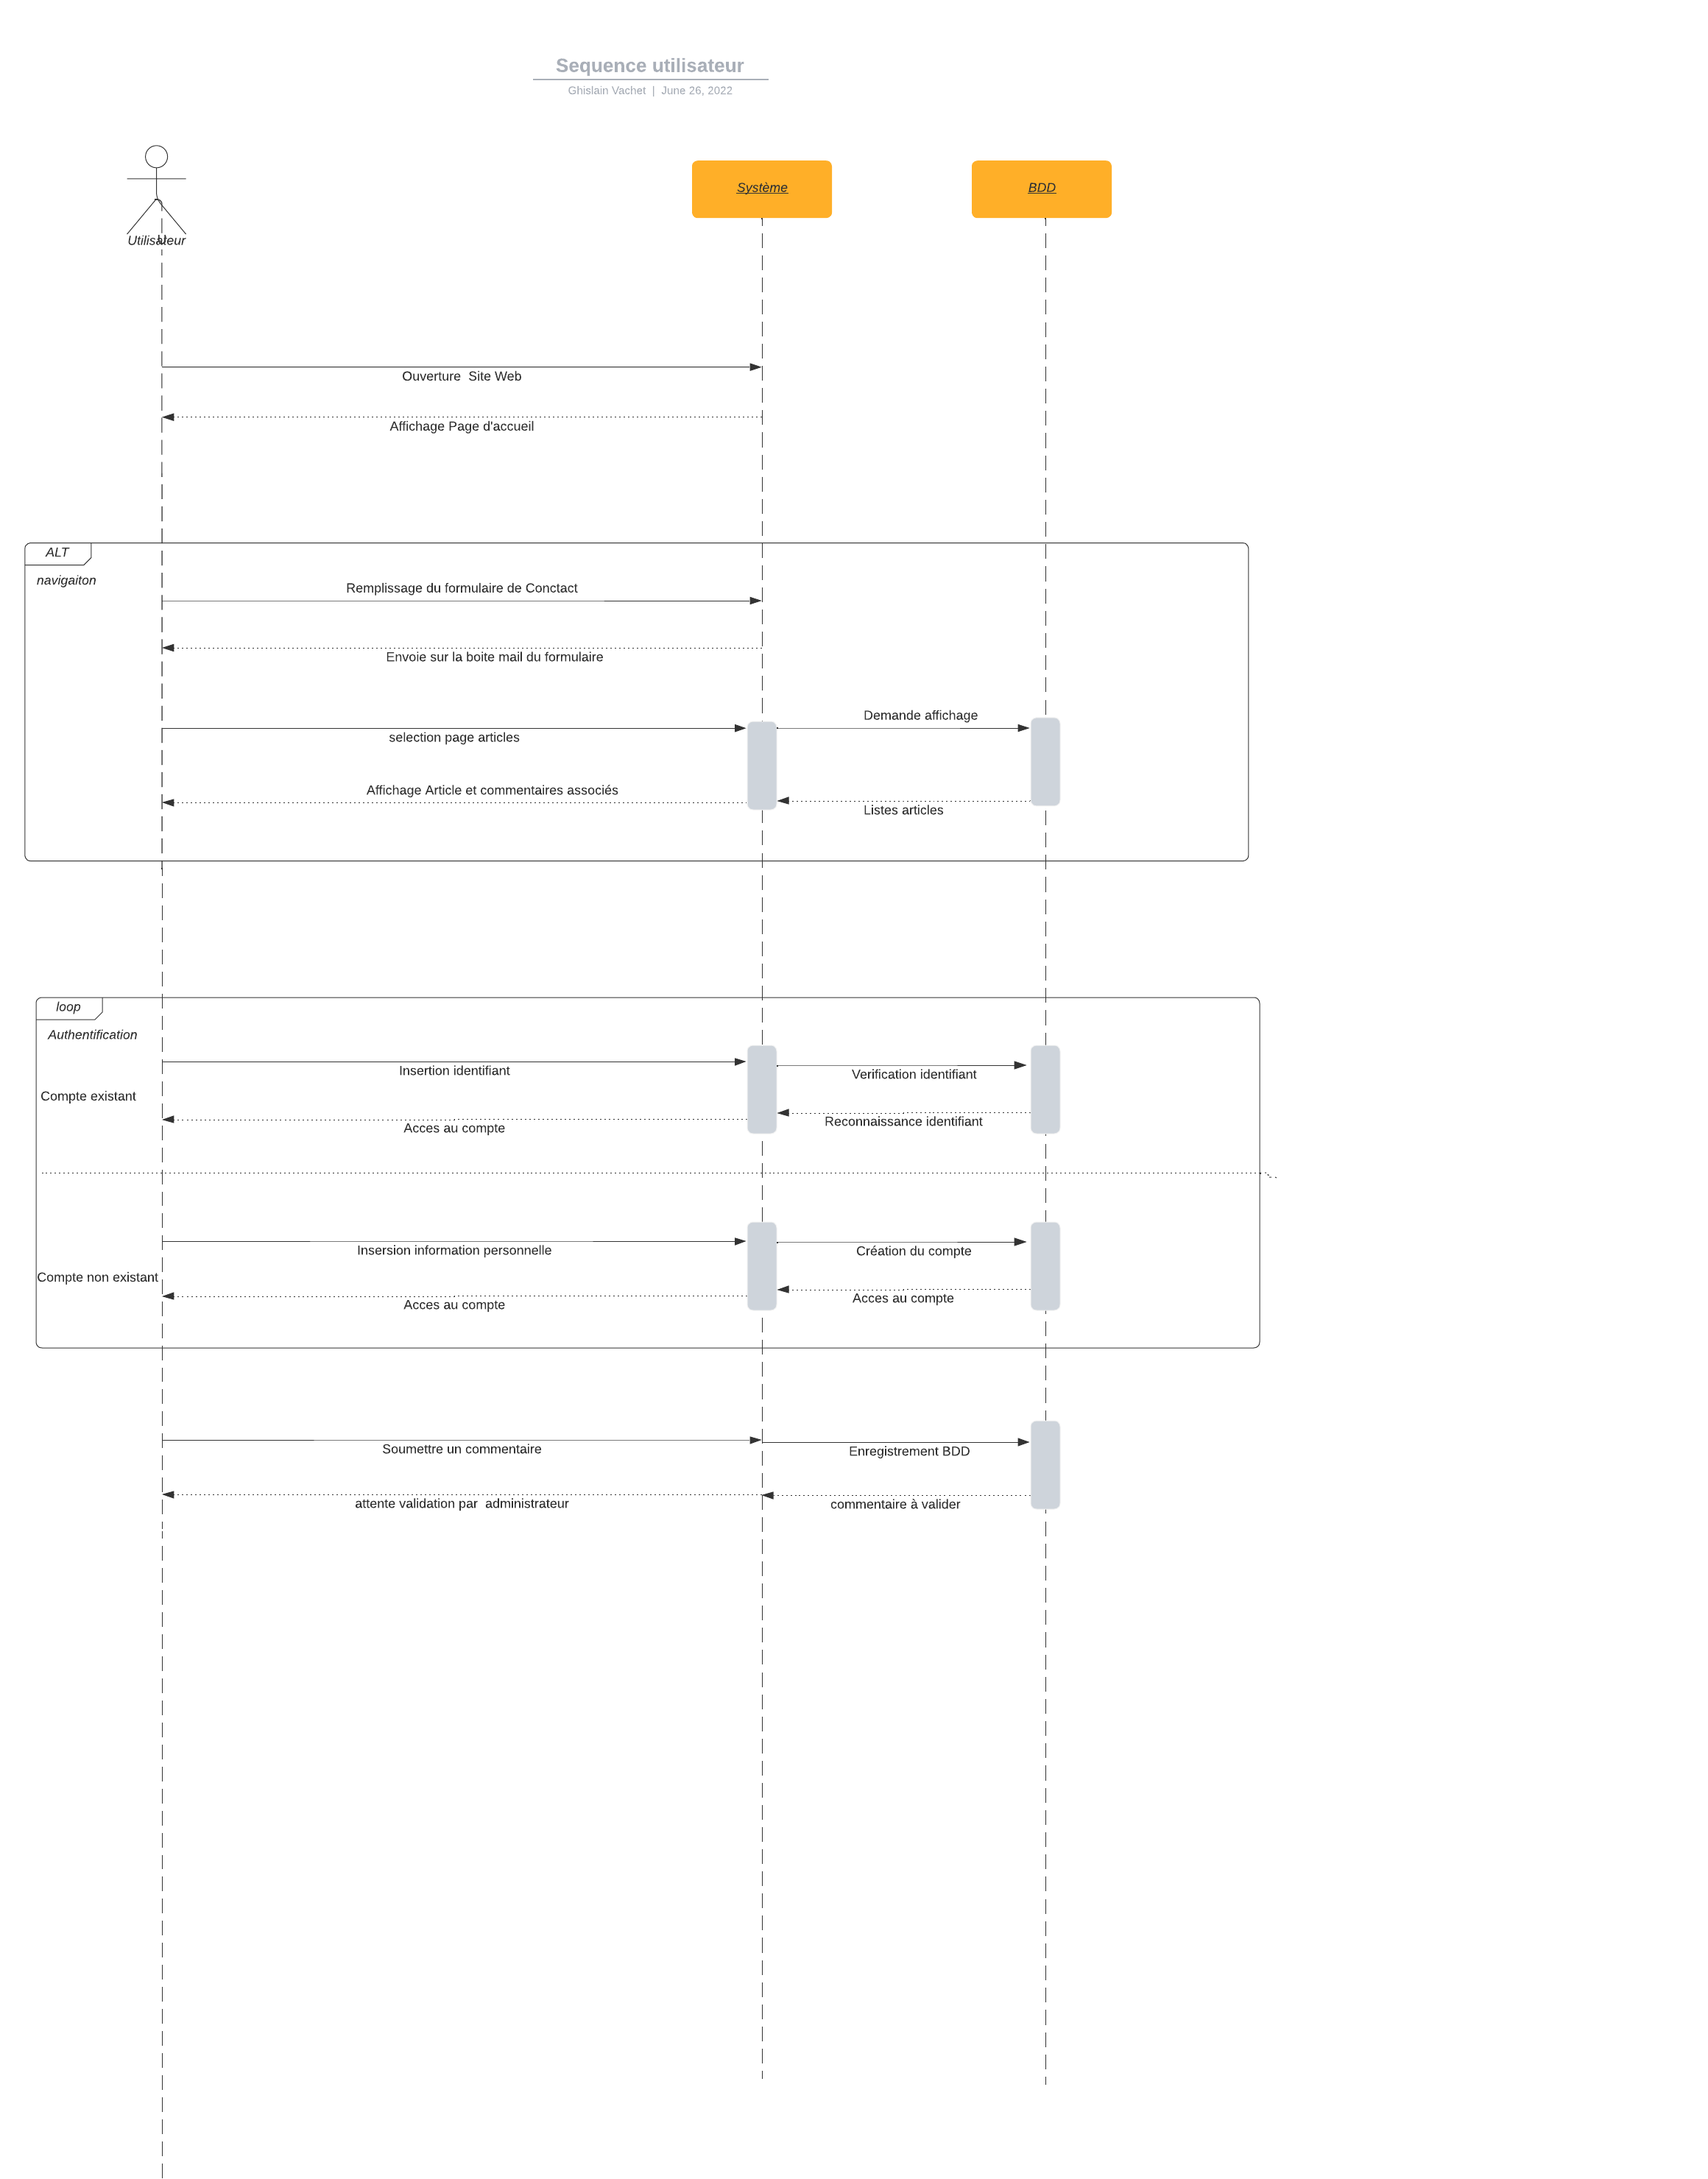 Sequence utilisateur
Ghislain Vachet | June 26, 2022
Système
BDD
Utilisateur
Ouverture Site Web
Affichage Page d'accueil
ALT
navigaiton
Remplissage du formulaire de Conctact
Envoie sur la boite mail du formulaire
Demande affichage
selection page articles
Affichage Article et commentaires associés
Listes articles
loop
Authentification
Insertion identifiant
Verification identifiant
Compte existant
Reconnaissance identifiant
Acces au compte
Insersion information personnelle
Création du compte
Compte non existant
Acces au compte
Acces au compte
Soumettre un commentaire
Enregistrement BDD
attente validation par administrateur
commentaire à valider